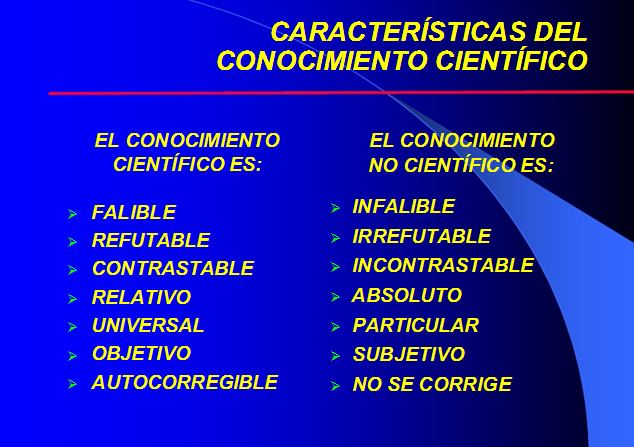 CARACTERÍSTICAS DEL
CONOCIMIENTO CIENTÍFICO
EL CONOCIMIENTO
CIENTÍFICO ES:
FALIBLE
REFUTABLE
CONTRASTABLE
RELATIVO
UNIVERSAL
OBJETIVO
AUTOCORREGIBLE
EL CONOCIMIENTO
NO CIENTÍFICO ES:
INFALIBLE
IRREFUTABLE
INCONTRASTABLE
ABSOLUTO
PARTICULAR
SUBJETIVO
NO SE CORRIGE